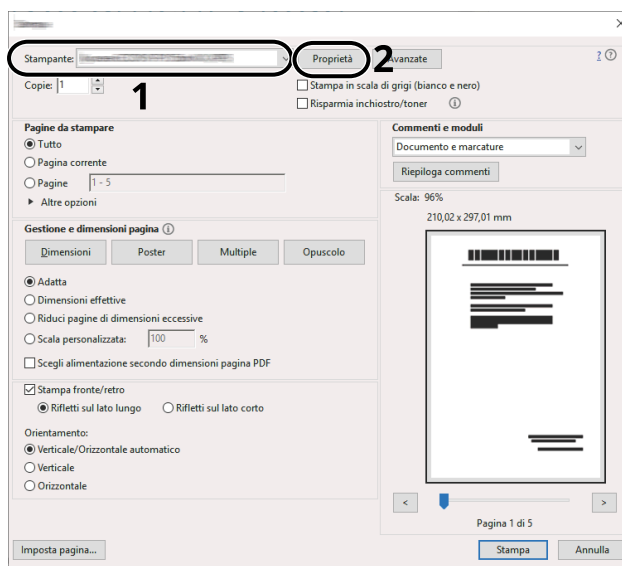 Stampante:
Proprietà
2
Avanzate
?
Copie: 1
1
Stampa in scala di grigi (bianco e nero)
Risparmia inchiostro/toner
Pagine da stampare
Tutto
Pagina corrente
Pagine 1 - 5
Altre opzioni
Commenti e moduli
Documento e marcature
Riepiloga commenti
Scala: 96%
210,02 x 297,01 mm
Gestione e dimensioni pagina
Dimensioni Poster Multiple Opuscolo
Adatta
Dimensioni effettive
Riduci pagine di dimensioni eccessive
Scala personalizzata: 100 %
Scegli alimentazione secondo dimensioni pagina PDF
Stampa fronte/retro
Rifletti sul lato lungo Rifletti sul lato corto
Orientamento:
Verticale/Orizzontale automatico
Verticale
Orizzontale
< >
Pagina 1 di 5
Imposta pagina...
Stampa Annulla